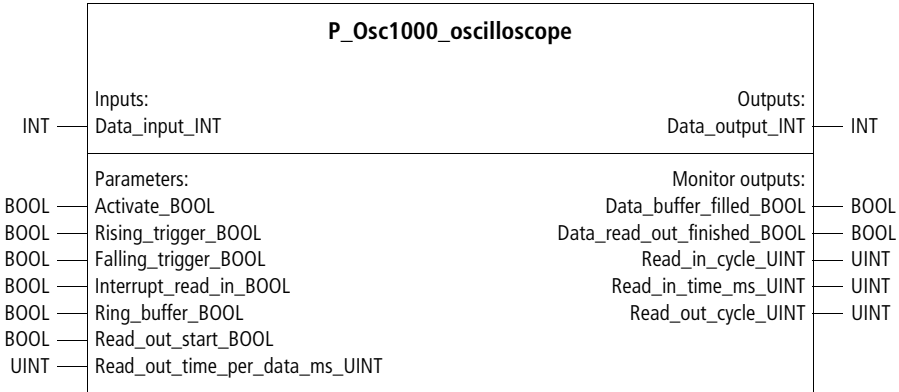 P_Osc1000_oscilloscope
Inputs: Outputs:
INT Data_input_INT Data_output_INT INT
Parameters: Monitor outputs:
BOOL Activate_BOOL Data_buffer_filled_BOOL BOOL
BOOL Rising_trigger_BOOL Data_read_out_finished_BOOL BOOL
BOOL Falling_trigger_BOOL Read_in_cycle_UINT UINT
BOOL Interrupt_read_in_BOOL Read_in_time_ms_UINT UINT
BOOL Ring_buffer_BOOL Read_out_cycle_UINT UINT
BOOL Read_out_start_BOOL
UINT Read_out_time_per_data_ms_UINT